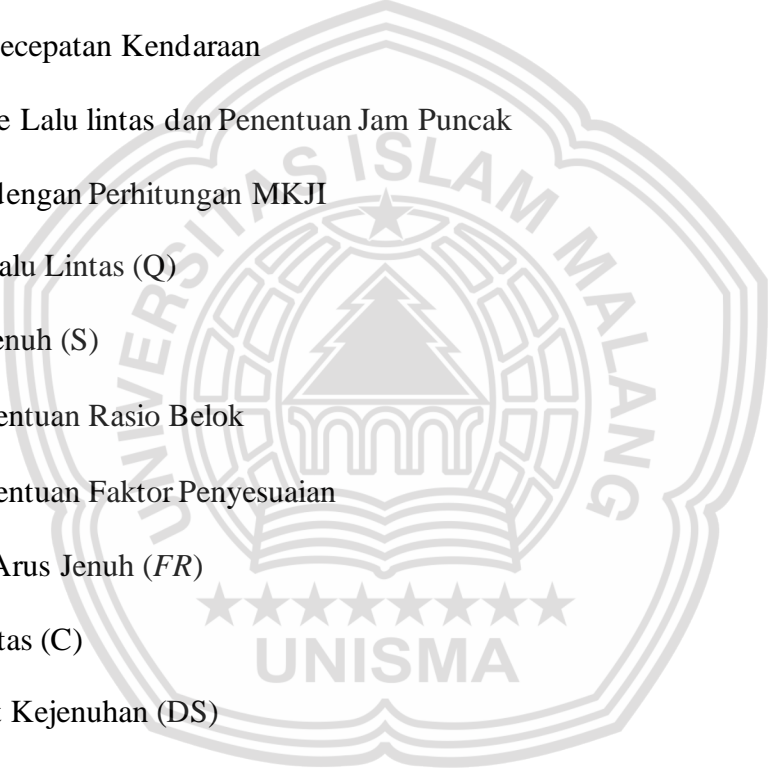 ecepatan Kendaraan
e Lalu lintas dan Penentuan Jam Puncak
dengan Perhitungan MKJI
alu Lintas (Q)
enuh (S)
entuan Rasio Belok
entuan Faktor Penyesuaian
Arus Jenuh (FR)
tas (C)
t Kejenuhan (DS)
UNIVERSITAS ISLAM MALANG
UNISMA